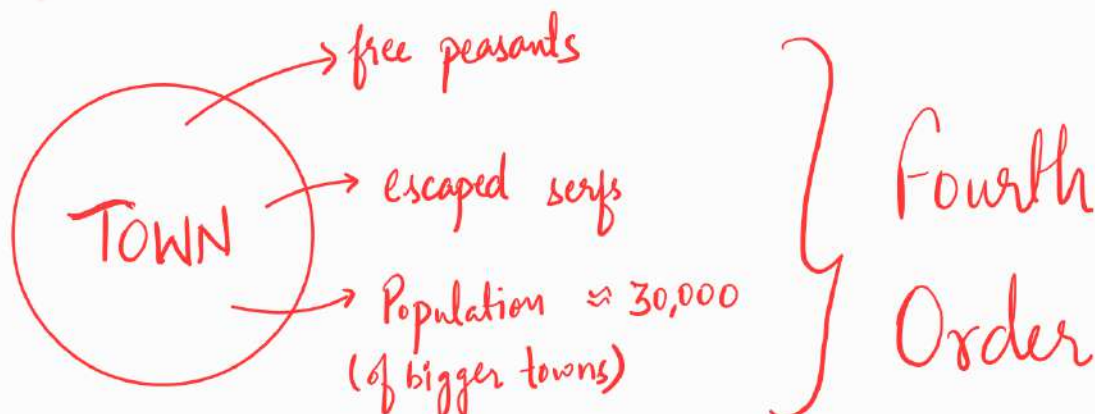 free peasants
TOWN
escaped serfs
Population ≈ 30,000
(of bigger towns)
Fourth
Order